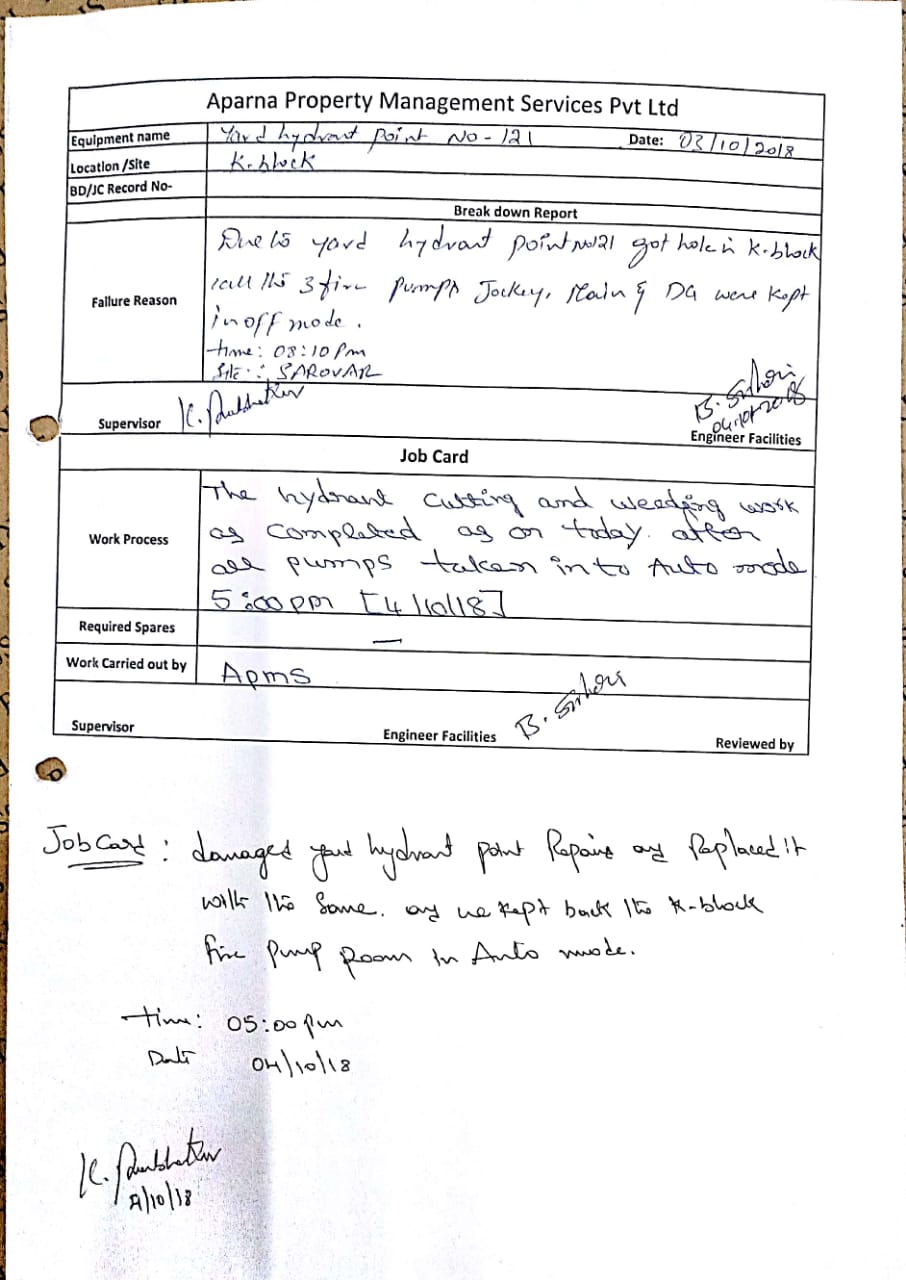 Aparna Property Management Services Pvt Ltd
Equipment name Yard hydrant point NO - 121 Date: 03/10/2018
Location /Site K-block
BD/JC Record No-
Break down Report
Failure Reason
Due to yard hydrant point No121 got hole in K-block
all the 3 fire pumps Jockey, Main & DG were kept
in off mode.
time: 03:10 Pm
Site: SAROVAR
Supervisor
B. Srihari
04/10/2018
Engineer Facilities
Job Card
Work Process
The hydrant cutting and weeding work
as completed as on today. after
all pumps taken into Auto mode
5:00 pm [4/10/18]
Required Spares —
Work Carried out by Apms
Supervisor Engineer Facilities B. Srihari Reviewed by
Job Card : damaged yard hydrant point Repairs and Replaced it
with the same. and we kept back the K-block
fire pump room in Auto mode.
Time: 05:00 pm
Date 04/10/18
/10/18